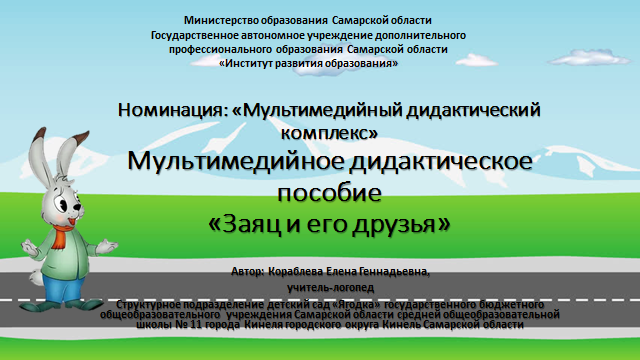 Министерство образования Самарской области
Государственное автономное учреждение дополнительного
профессионального образования Самарской области
«Институт развития образования»
Номинация: «Мультимедийный дидактический
комплекс»
Мультимедийное дидактическое
пособие
«Заяц и его друзья»
Автор: Кораблева Елена Геннадьевна,
учитель-логопед
Структурное подразделение детский сад «Ягодка» государственного бюджетного
общеобразовательного учреждения Самарской области средней общеобразовательной
школы № 11 города Кинеля городского округа Кинель Самарской области